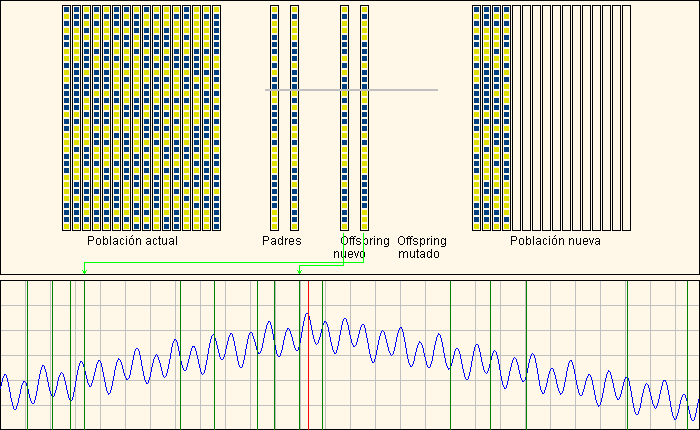 Población actual
Padres
Offspring
nuevo
Offspring
mutado
Población nueva